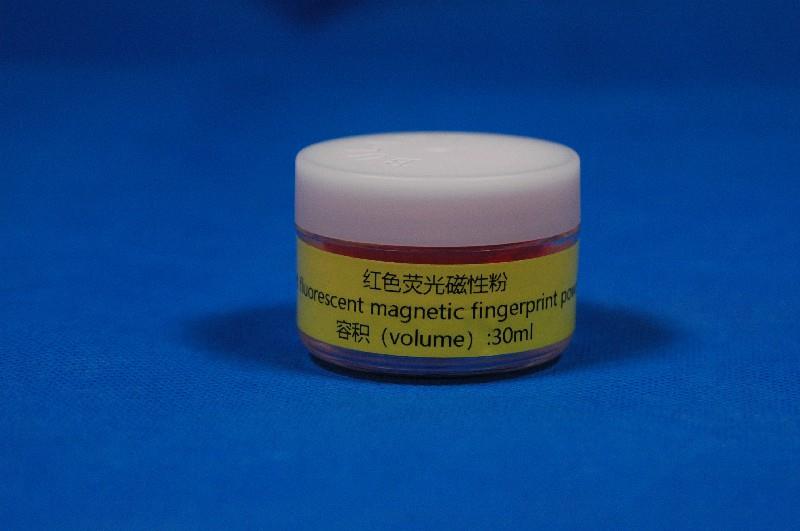 红色荧光磁性粉
fluorescent magnetic fingerprint
容积（volume）:30ml